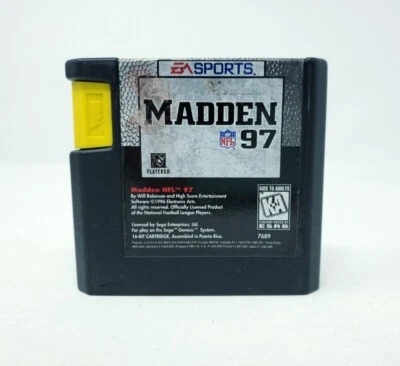 EA SPORTS
MADDEN
NFL 97
PLAYERS
Madden NFL™ 97
By Will Robinson and High Score Entertainment
Software ©1996 Electronic Arts.
All rights reserved. Officially Licensed Product
of the National Football League Players.
Licensed by Sega Enterprises, Ltd.
For play on the Sega™ Genesis™ System.
16-BIT CARTRIDGE, Assembled in Puerto Rico.
7689
KIDS TO ADULTS
K-A
ESRB